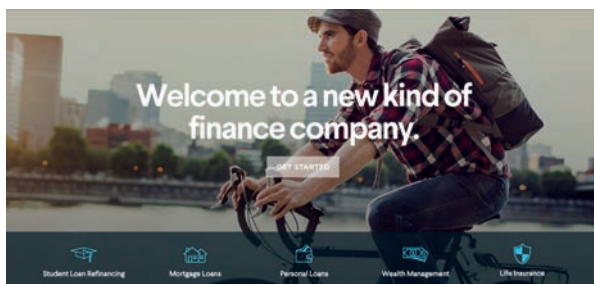 Welcome to a new kind of
finance company.
GET STARTED
Student Loan Refinancing
Mortgage Loans
Personal Loans
Wealth Management
Life Insurance